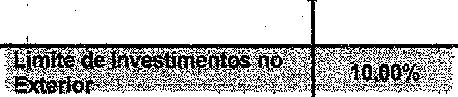 Limite de Investimentos no 10,00%
Exterior